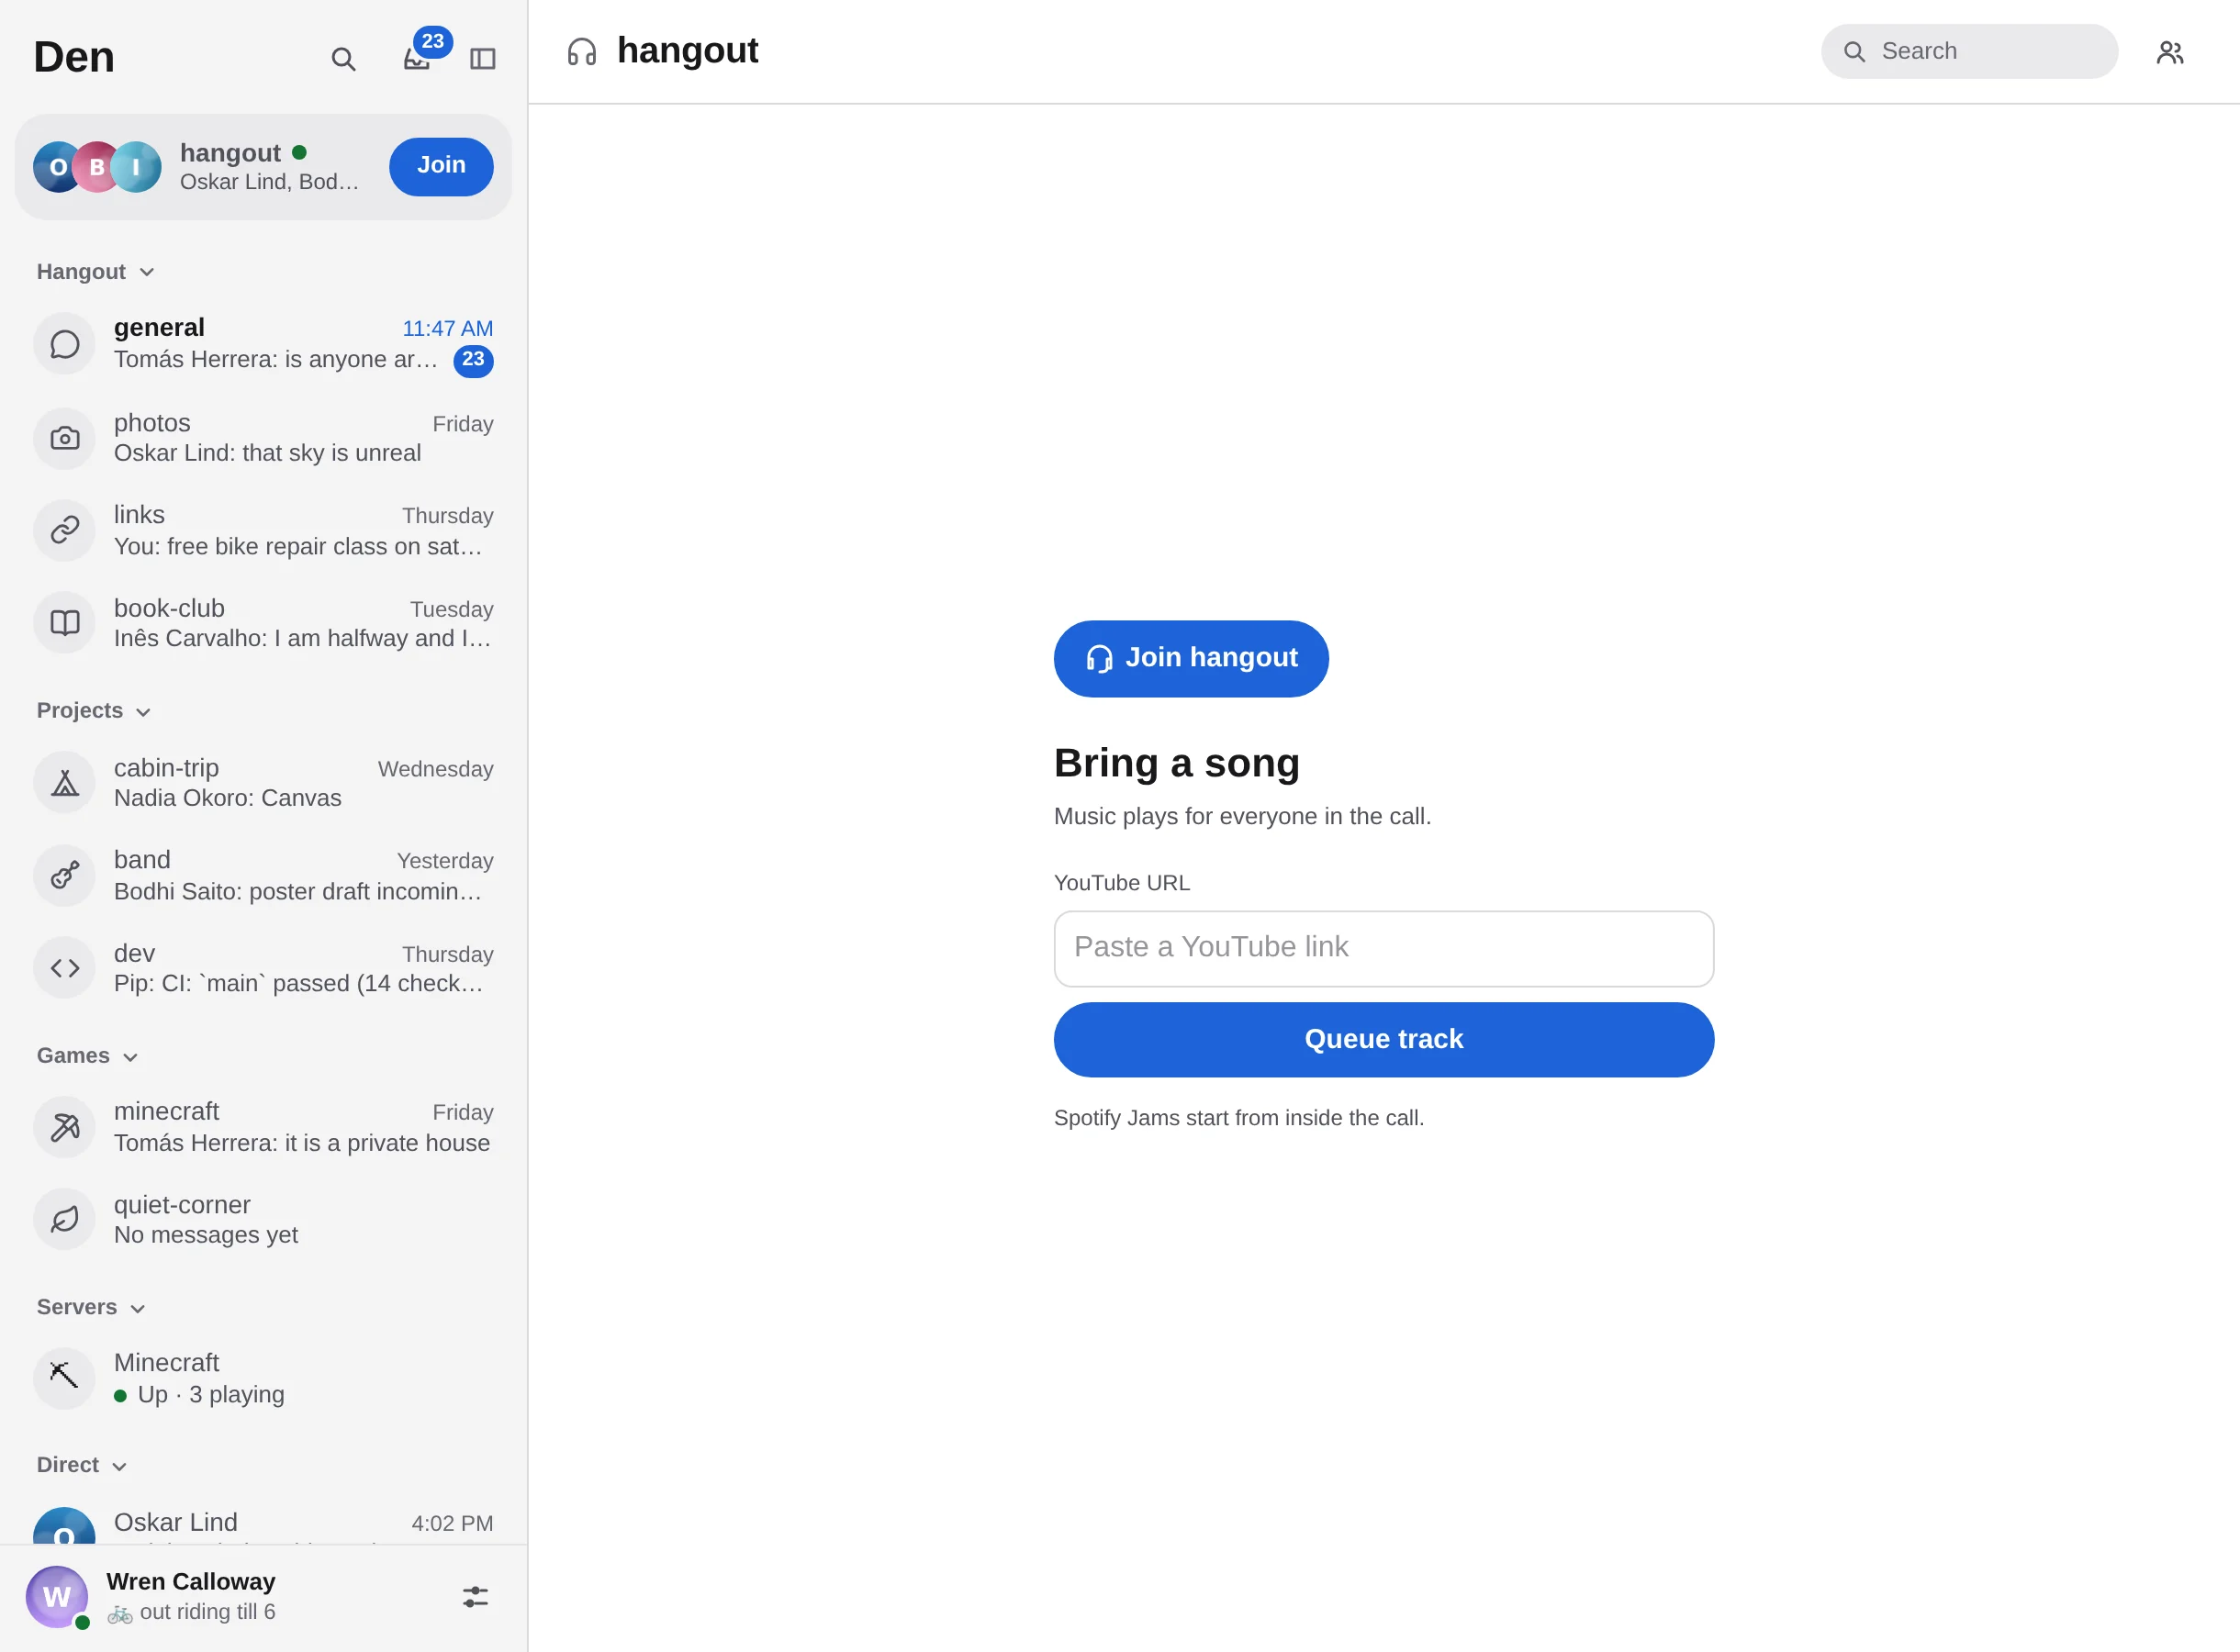 Den
23
O B I
hangout
Oskar Lind, Bod…
Join
Hangout
general
11:47 AM
Tomás Herrera: is anyone ar…
23
photos
Friday
Oskar Lind: that sky is unreal
links
Thursday
You: free bike repair class on sat…
book-club
Tuesday
Inês Carvalho: I am halfway and I…
Projects
cabin-trip
Wednesday
Nadia Okoro: Canvas
band
Yesterday
Bodhi Saito: poster draft incomin…
dev
Thursday
Pip: CI: `main` passed (14 check…
Games
minecraft
Friday
Tomás Herrera: it is a private house
quiet-corner
No messages yet
Servers
Minecraft
Up · 3 playing
Direct
O
Oskar Lind
4:02 PM
W
Wren Calloway
🚲 out riding till 6
hangout
Search
Join hangout
Bring a song
Music plays for everyone in the call.
YouTube URL
Paste a YouTube link
Queue track
Spotify Jams start from inside the call.